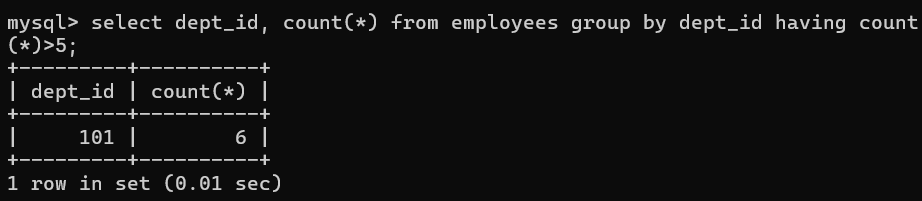 mysql> select dept_id, count(*) from employees group by dept_id having count
(*)>5;
+---------+----------+
| dept_id | count(*) |
+---------+----------+
|     101 |        6 |
+---------+----------+
1 row in set (0.01 sec)